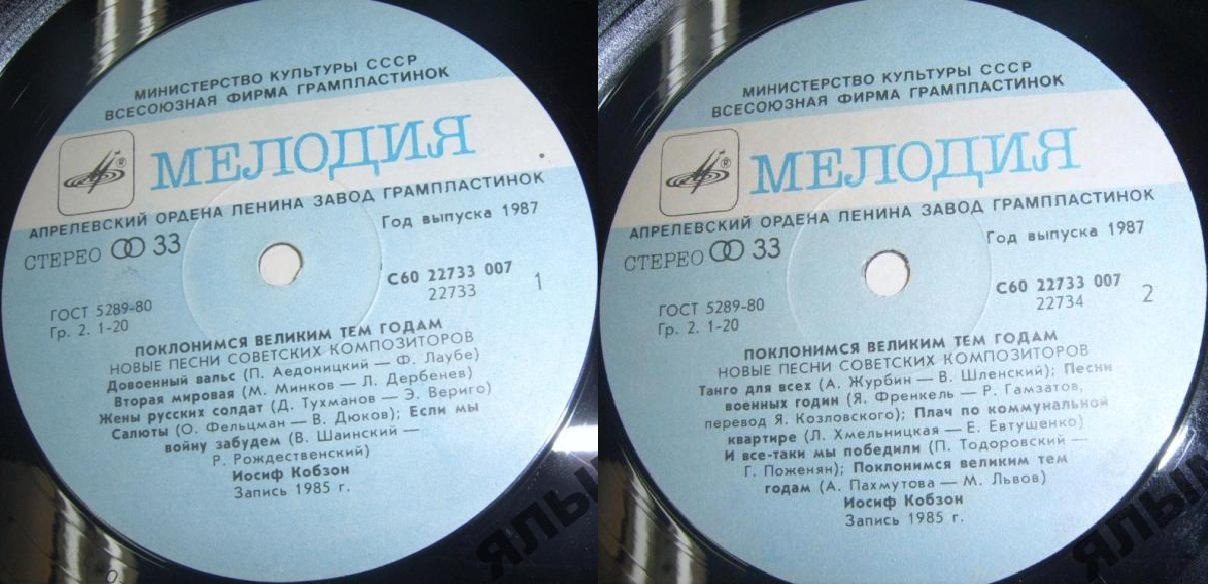 МИНИСТЕРСТВО КУЛЬТУРЫ СССР
ВСЕСОЮЗНАЯ ФИРМА ГРАМПЛАСТИНОК
МЕЛОДИЯ
®
АПРЕЛЕВСКИЙ ОРДЕНА ЛЕНИНА ЗАВОД ГРАМПЛАСТИНОК
СТЕРЕО 33
Год выпуска 1987
С60 22733 007
22733
1
ГОСТ 5289-80
Гр. 2. 1-20
ПОКЛОНИМСЯ ВЕЛИКИМ ТЕМ ГОДАМ
НОВЫЕ ПЕСНИ СОВЕТСКИХ КОМПОЗИТОРОВ
Довоенный вальс (П. Аедоницкий — Ф. Лаубе)
Вторая мировая (М. Минков — Л. Дербенев)
Жены русских солдат (Д. Тухманов — Э. Вериго)
Салюты (О. Фельцман — В. Дюков); Если мы
войну забудем (В. Шаинский —
Р. Рождественский)
Иосиф Кобзон
Запись 1985 г.
МИНИСТЕРСТВО КУЛЬТУРЫ СССР
ВСЕСОЮЗНАЯ ФИРМА ГРАМПЛАСТИНОК
МЕЛОДИЯ
®
АПРЕЛЕВСКИЙ ОРДЕНА ЛЕНИНА ЗАВОД ГРАМПЛАСТИНОК
СТЕРЕО 33
Год выпуска 1987
С60 22733 007
22734
2
ГОСТ 5289-80
Гр. 2. 1-20
ПОКЛОНИМСЯ ВЕЛИКИМ ТЕМ ГОДАМ
НОВЫЕ ПЕСНИ СОВЕТСКИХ КОМПОЗИТОРОВ
Танго для всех (А. Журбин — В. Шленский); Песни
военных годин (Я. Френкель — Р. Гамзатов,
перевод Я. Козловского); Плач по коммунальной
квартире (Л. Хмельницкая — Е. Евтушенко)
И все-таки мы победили (П. Тодоровский —
Г. Поженян); Поклонимся великим тем
годам (А. Пахмутова — М. Львов)
Иосиф Кобзон
Запись 1985 г.